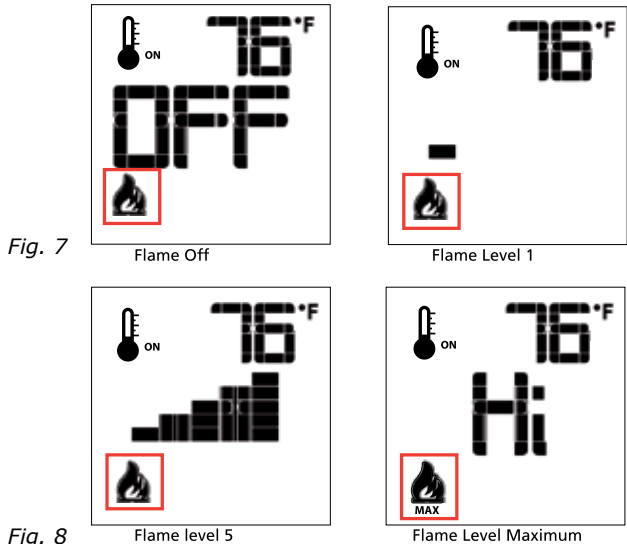 76°F
ON
OFF
Fig. 7
Flame Off
76°F
ON
Flame Level 1
76°F
ON
Fig. 8
Flame level 5
76°F
ON
Hi
MAX
Flame Level Maximum